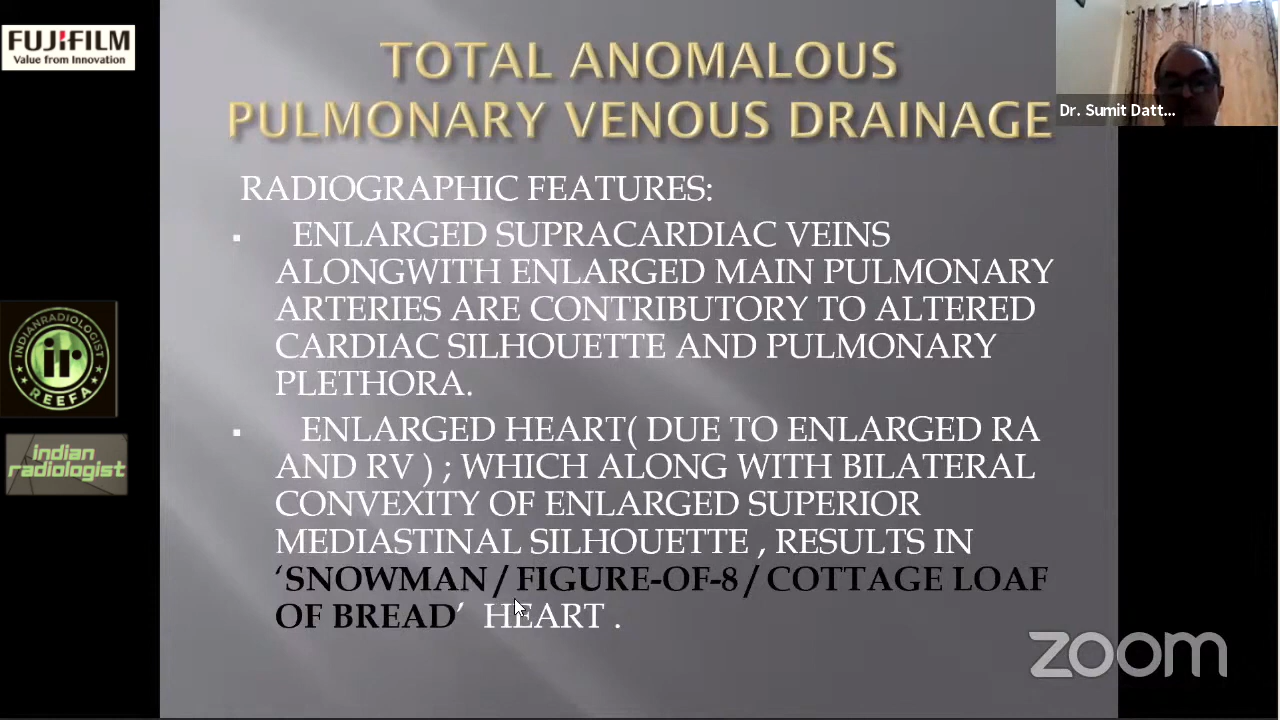 FUJIFILM
Value from Innovation
TOTAL ANOMALOUS
PULMONARY VENOUS DRAINAGE
Dr. Sumit Datt...
RADIOGRAPHIC FEATURES:
ENLARGED SUPRACARDIAC VEINS
ALONGWITH ENLARGED MAIN PULMONARY
ARTERIES ARE CONTRIBUTORY TO ALTERED
CARDIAC SILHOUETTE AND PULMONARY
PLETHORA.
ENLARGED HEART( DUE TO ENLARGED RA
AND RV ) ; WHICH ALONG WITH BILATERAL
CONVEXITY OF ENLARGED SUPERIOR
MEDIASTINAL SILHOUETTE , RESULTS IN
‘SNOWMAN / FIGURE-OF-8 / COTTAGE LOAF
OF BREAD’ HEART .
INDIANRADIOLOGIST
ir
REEFA
indian
radiologist
zoom